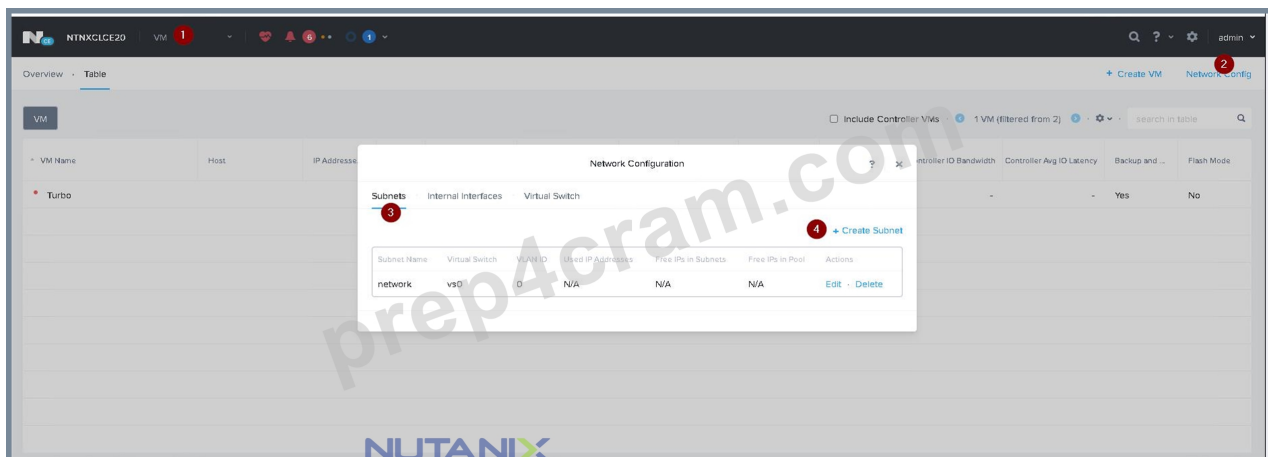 NTNXCLCE20 VM 1 6 1 ? admin
2
Overview · Table + Create VM Network Config
VM Include Controller VMs 1 VM (filtered from 2) search in table
VM Name Host IP Addresse Network Configuration ? × ntroller IO Bandwidth Controller Avg IO Latency Backup and ... Flash Mode
Turbo Subnets Internal Interfaces Virtual Switch - - Yes No
3
4 + Create Subnet
Subnet Name Virtual Switch VLAN ID Used IP Addresses Free IPs in Subnets Free IPs in Pool Actions
network vs0 0 N/A N/A N/A Edit · Delete
prep4cram.com
NUTANIX